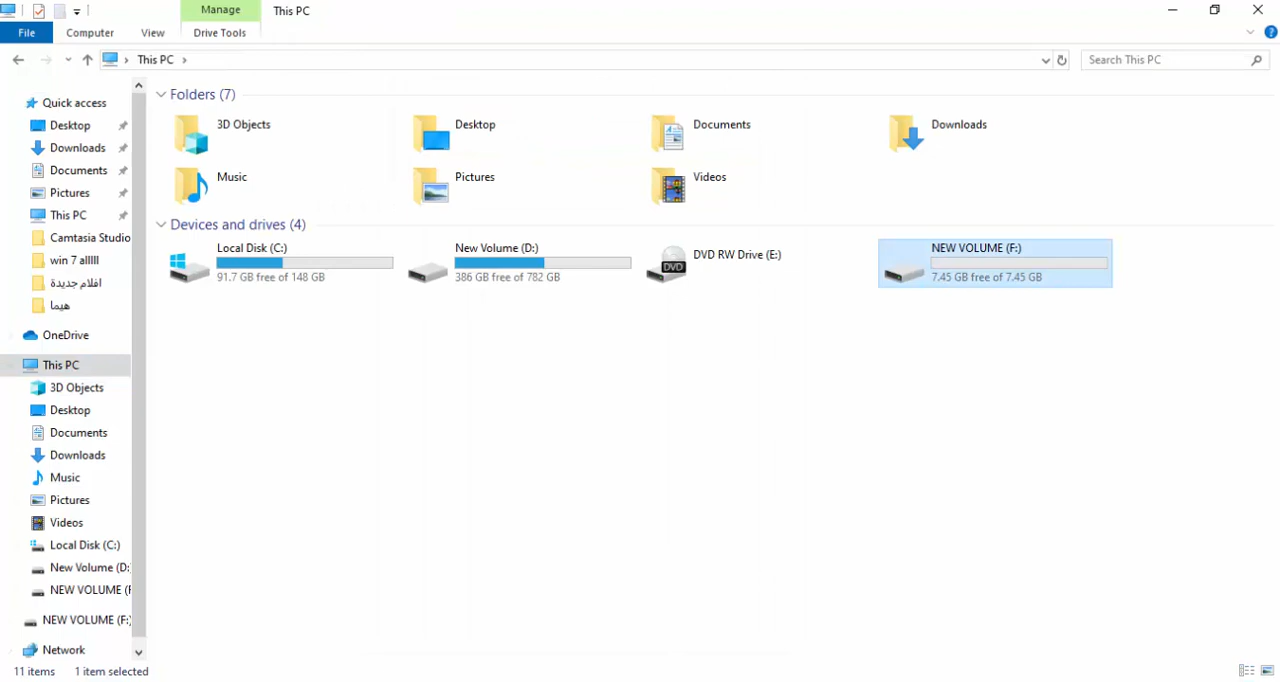 Manage
This PC
File
Computer
View
Drive Tools
This PC
Search This PC
Quick access
Desktop
Downloads
Documents
Pictures
This PC
Camtasia Studio
win 7 alllll
افلام جديدة
هيما
OneDrive
This PC
3D Objects
Desktop
Documents
Downloads
Music
Pictures
Videos
Local Disk (C:)
New Volume (D:
NEW VOLUME (F
NEW VOLUME (F:)
Network
Folders (7)
3D Objects
Desktop
Documents
Downloads
Music
Pictures
Videos
Devices and drives (4)
Local Disk (C:)
91.7 GB free of 148 GB
New Volume (D:)
386 GB free of 782 GB
DVD RW Drive (E:)
DVD
NEW VOLUME (F:)
7.45 GB free of 7.45 GB
11 items
1 item selected